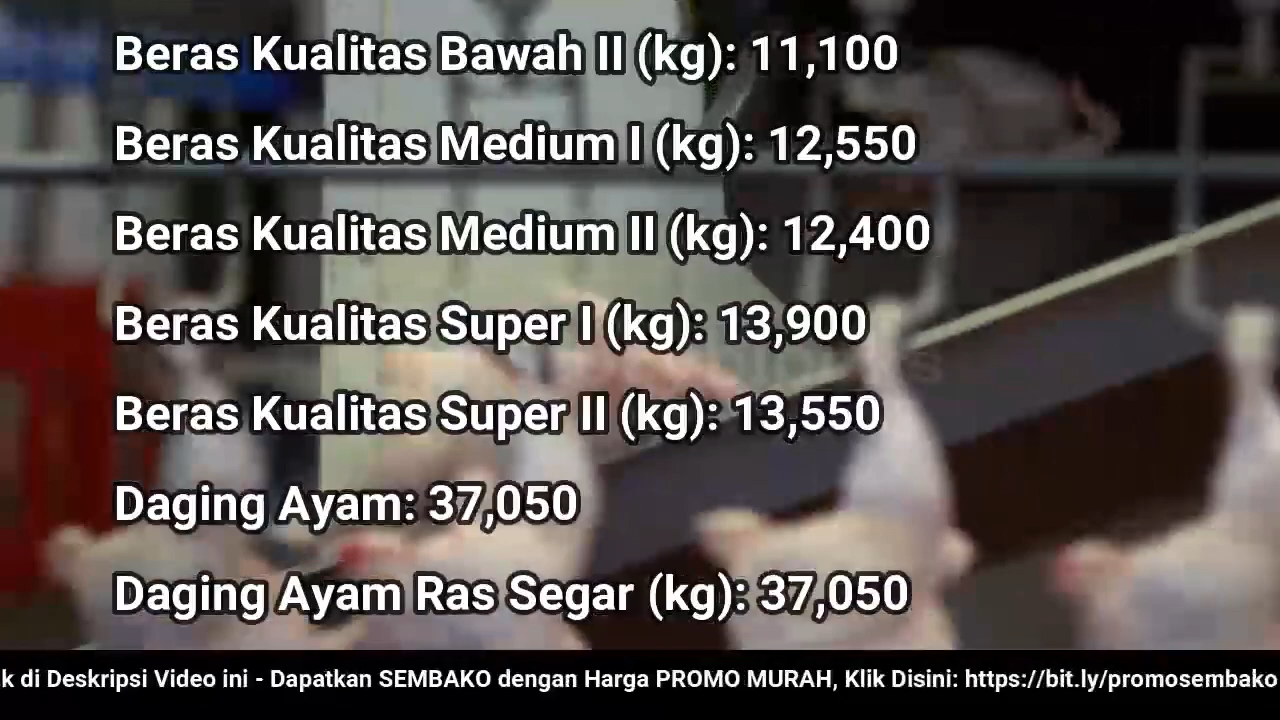 Beras Kualitas Bawah II (kg): 11,100
Beras Kualitas Medium I (kg): 12,550
Beras Kualitas Medium II (kg): 12,400
Beras Kualitas Super I (kg): 13,900
Beras Kualitas Super II (kg): 13,550
Daging Ayam: 37,050
Daging Ayam Ras Segar (kg): 37,050
k di Deskripsi Video ini - Dapatkan SEMBAKO dengan Harga PROMO MURAH, Klik Disini: https://bit.ly/promosembako